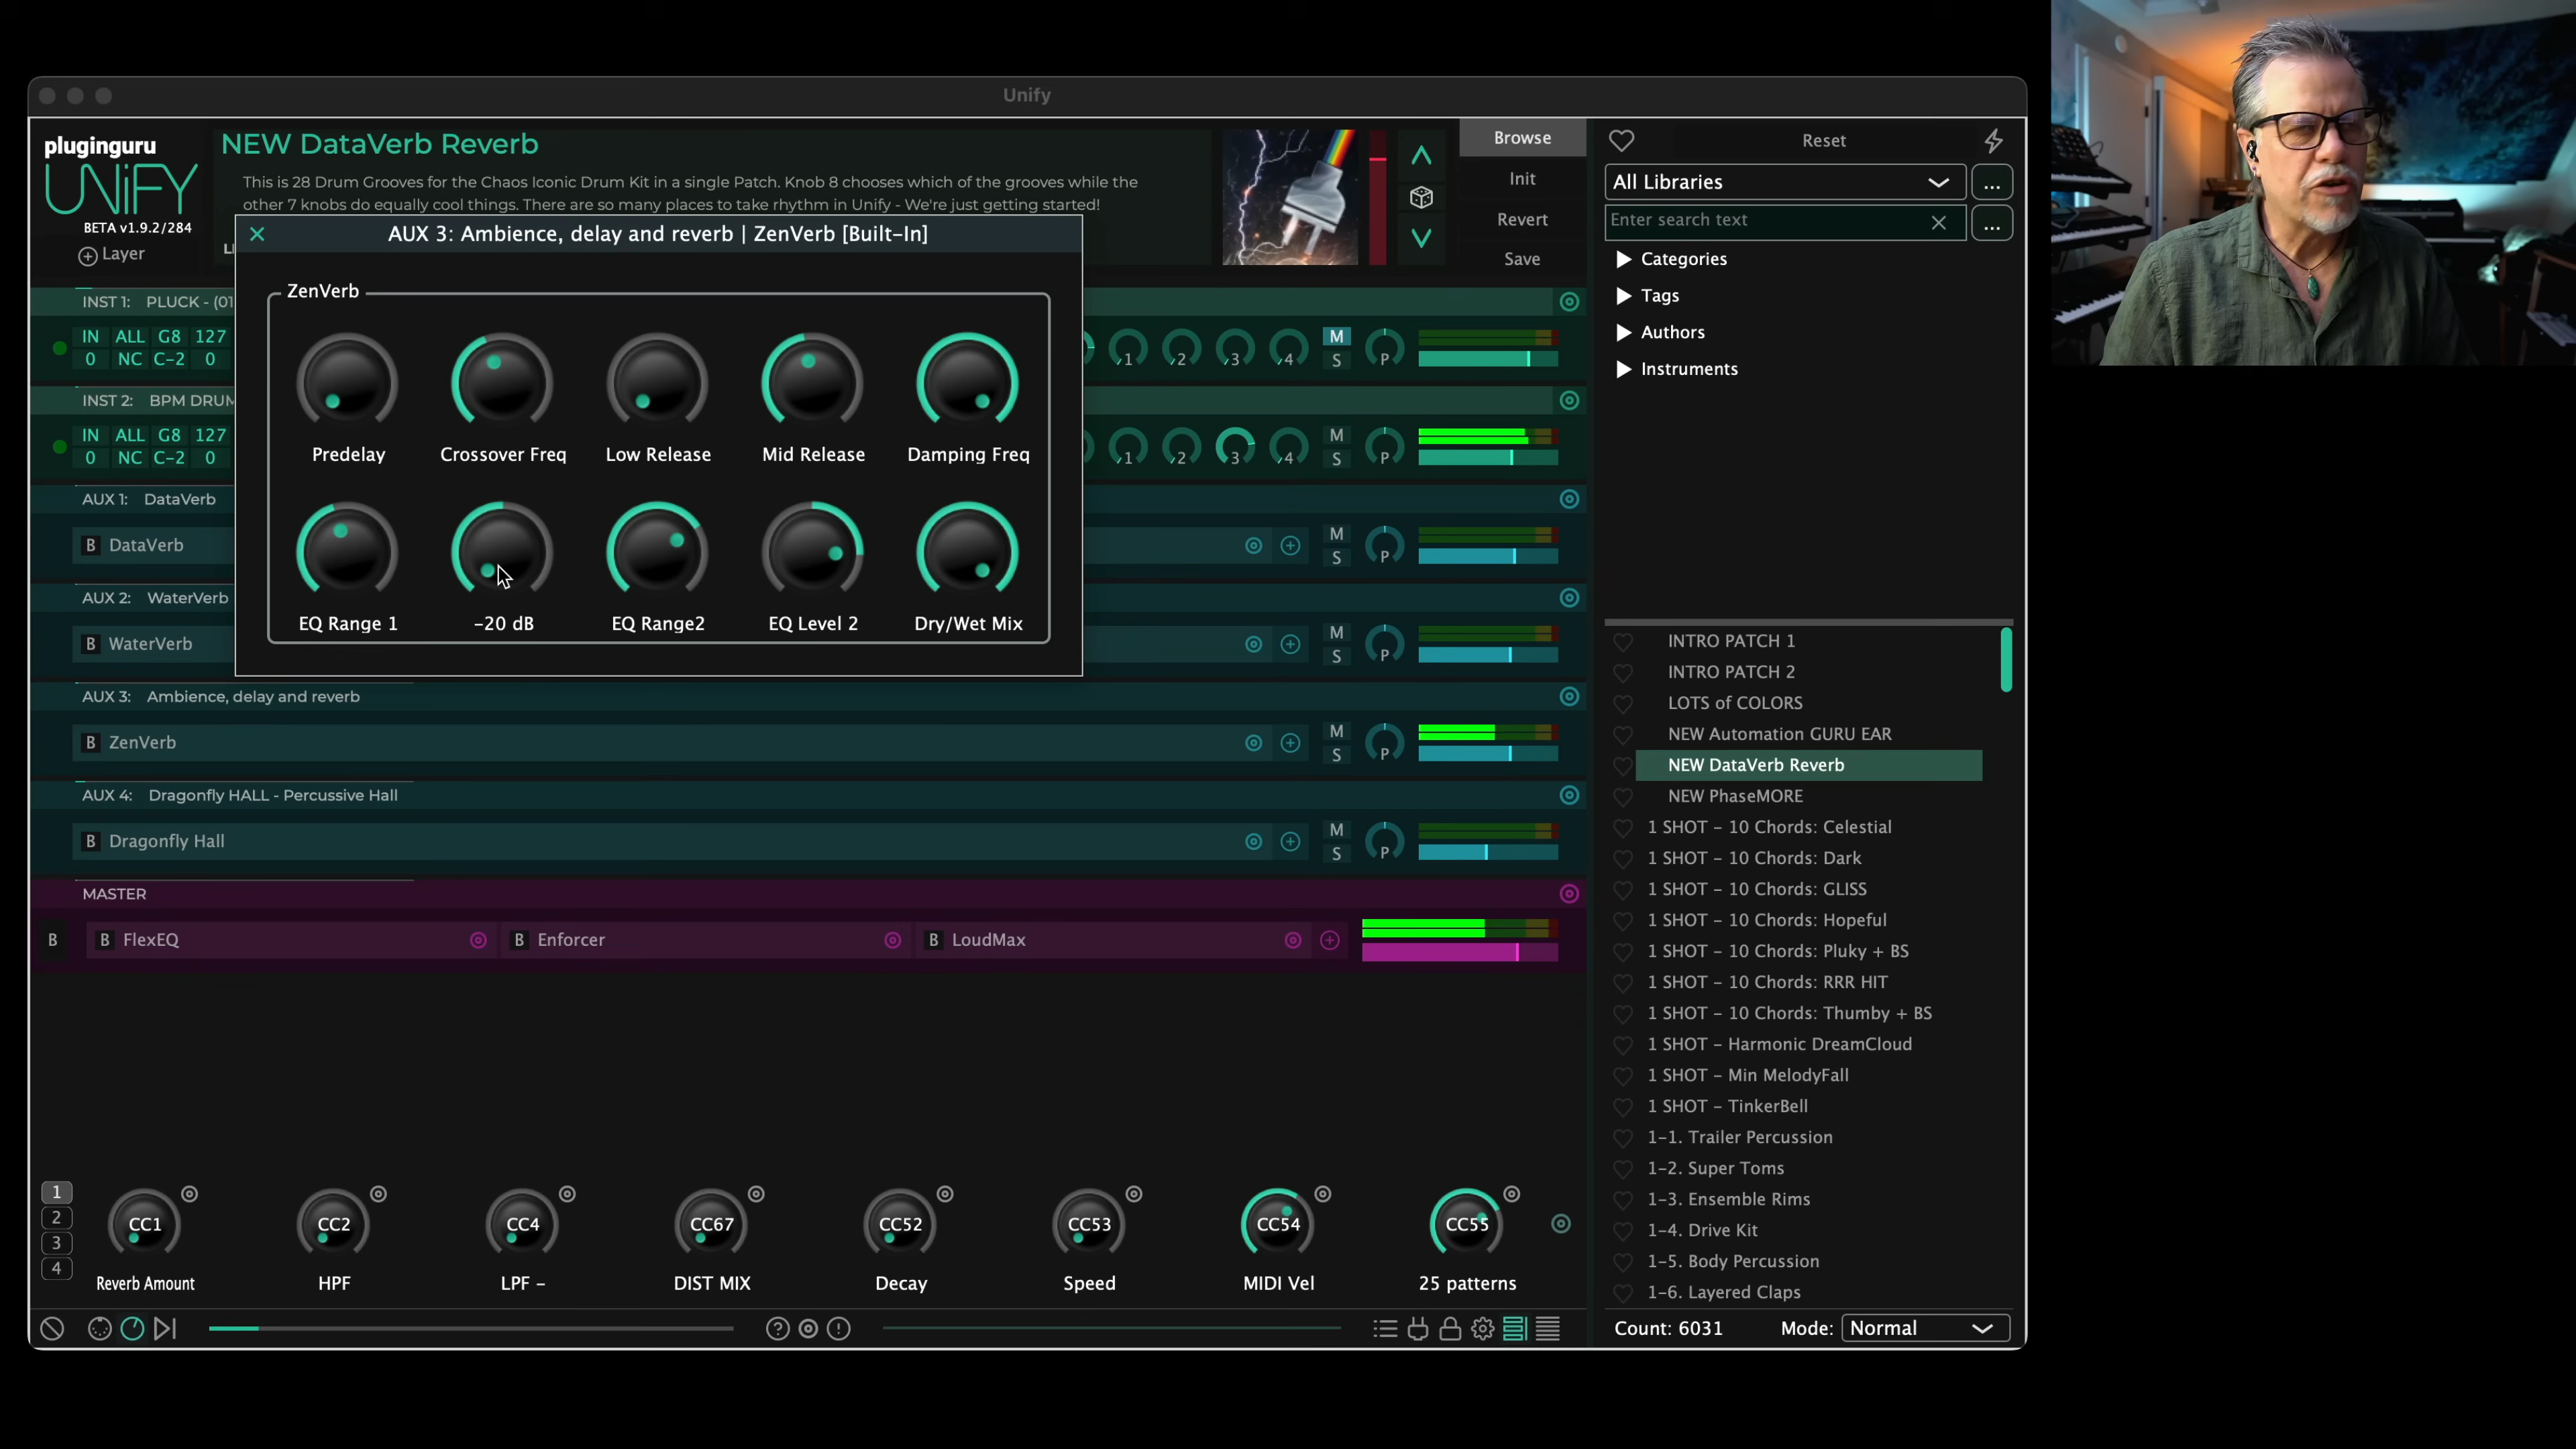 Unify
pluginguru
UNiFY
BETA v1.9.2/284
Layer
NEW DataVerb Reverb
This is 28 Drum Grooves for the Chaos Iconic Drum Kit in a single Patch. Knob 8 chooses which of the grooves while the
other 7 knobs do equally cool things. There are so many places to take rhythm in Unify - We're just getting started!
Browse
Init
Revert
Save
Reset
All Libraries
...
Enter search text
...
Categories
Tags
Authors
Instruments
AUX 3: Ambience, delay and reverb | ZenVerb [Built-In]
ZenVerb
Predelay
Crossover Freq
Low Release
Mid Release
Damping Freq
EQ Range 1
-20 dB
EQ Range2
EQ Level 2
Dry/Wet Mix
INST 1: PLUCK - (01
IN ALL G8 127
0 NC C-2 0
1 2 3 4 M S P
INST 2: BPM DRUM
IN ALL G8 127
0 NC C-2 0
1 2 3 4 M S P
AUX 1: DataVerb
B DataVerb M S P
AUX 2: WaterVerb
B WaterVerb M S P
AUX 3: Ambience, delay and reverb
B ZenVerb M S P
AUX 4: Dragonfly HALL - Percussive Hall
B Dragonfly Hall M S P
MASTER
B B FlexEQ B Enforcer B LoudMax
INTRO PATCH 1
INTRO PATCH 2
LOTS of COLORS
NEW Automation GURU EAR
NEW DataVerb Reverb
NEW PhaseMORE
1 SHOT - 10 Chords: Celestial
1 SHOT - 10 Chords: Dark
1 SHOT - 10 Chords: GLISS
1 SHOT - 10 Chords: Hopeful
1 SHOT - 10 Chords: Pluky + BS
1 SHOT - 10 Chords: RRR HIT
1 SHOT - 10 Chords: Thumby + BS
1 SHOT - Harmonic DreamCloud
1 SHOT - Min MelodyFall
1 SHOT - TinkerBell
1-1. Trailer Percussion
1-2. Super Toms
1-3. Ensemble Rims
1-4. Drive Kit
1-5. Body Percussion
1-6. Layered Claps
1
2
3
4
CC1 CC2 CC4 CC67 CC52 CC53 CC54 CC55
Reverb Amount HPF LPF - DIST MIX Decay Speed MIDI Vel 25 patterns
Count: 6031 Mode: Normal